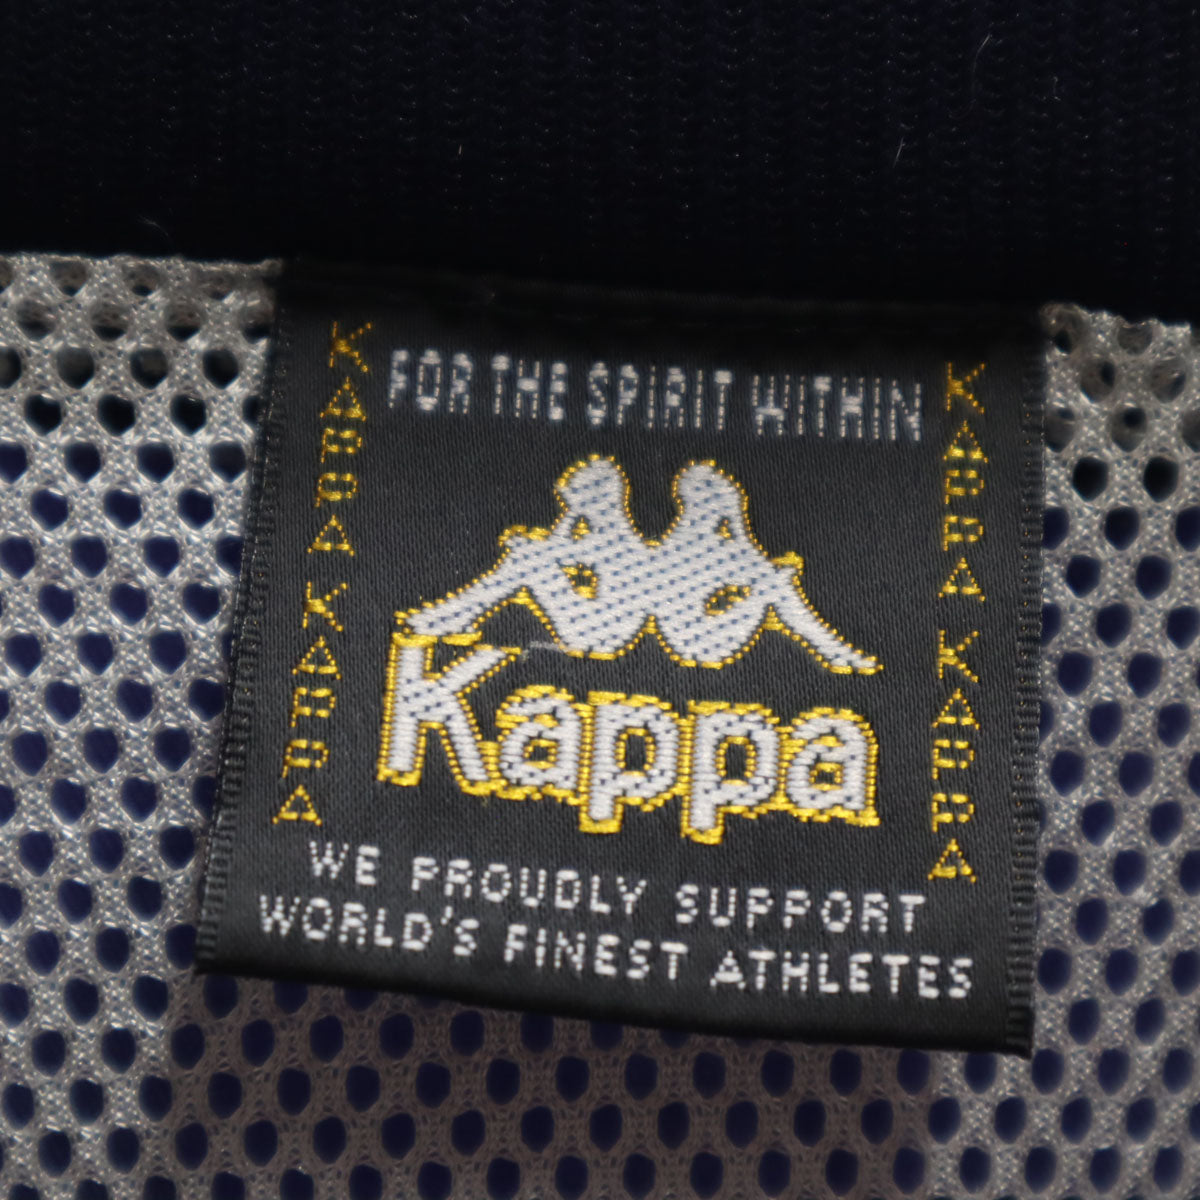 FOR THE SPIRIT WITHIN
KAPPA KAPPA
KAPPA KAPPA
Kappa
WE PROUDLY SUPPORT
WORLD'S FINEST ATHLETES